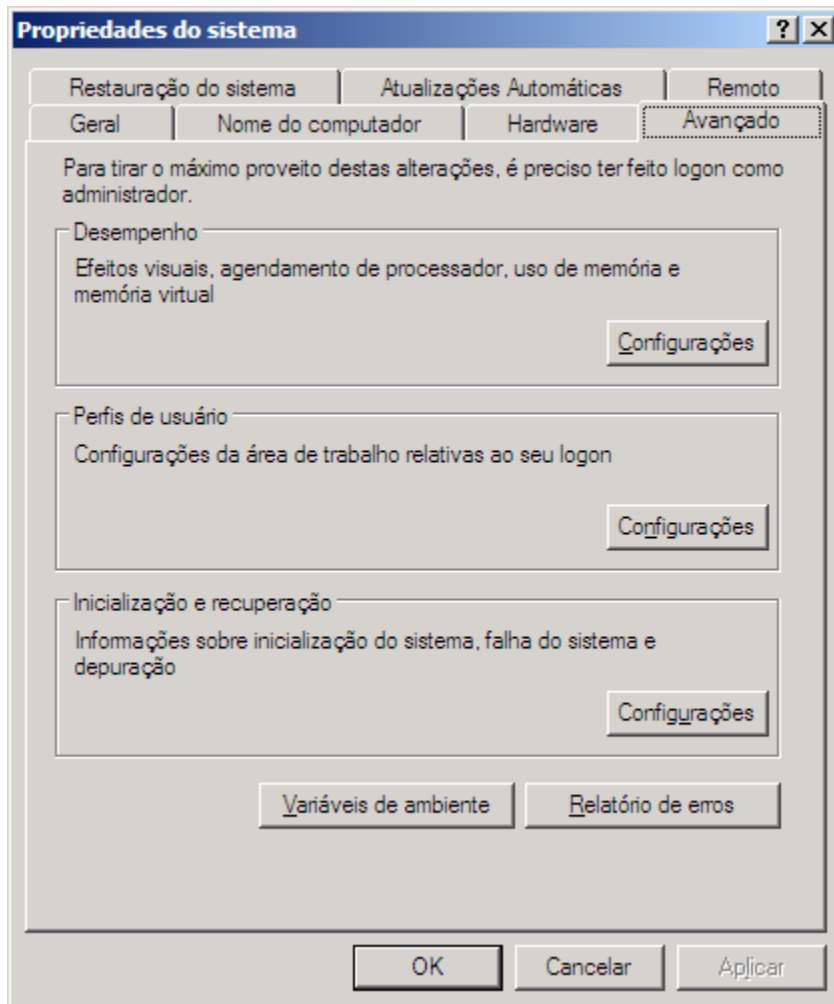 Propriedades do sistema
Restauração do sistema
Atualizações Automáticas
Remoto
Geral
Nome do computador
Hardware
Avançado
Para tirar o máximo proveito destas alterações, é preciso ter feito logon como
administrador.
Desempenho
Efeitos visuais, agendamento de processador, uso de memória e
memória virtual
Configurações
Perfis de usuário
Configurações da área de trabalho relativas ao seu logon
Configurações
Inicialização e recuperação
Informações sobre inicialização do sistema, falha do sistema e
depuração
Configurações
Variáveis de ambiente
Relatório de erros
OK
Cancelar
Aplicar